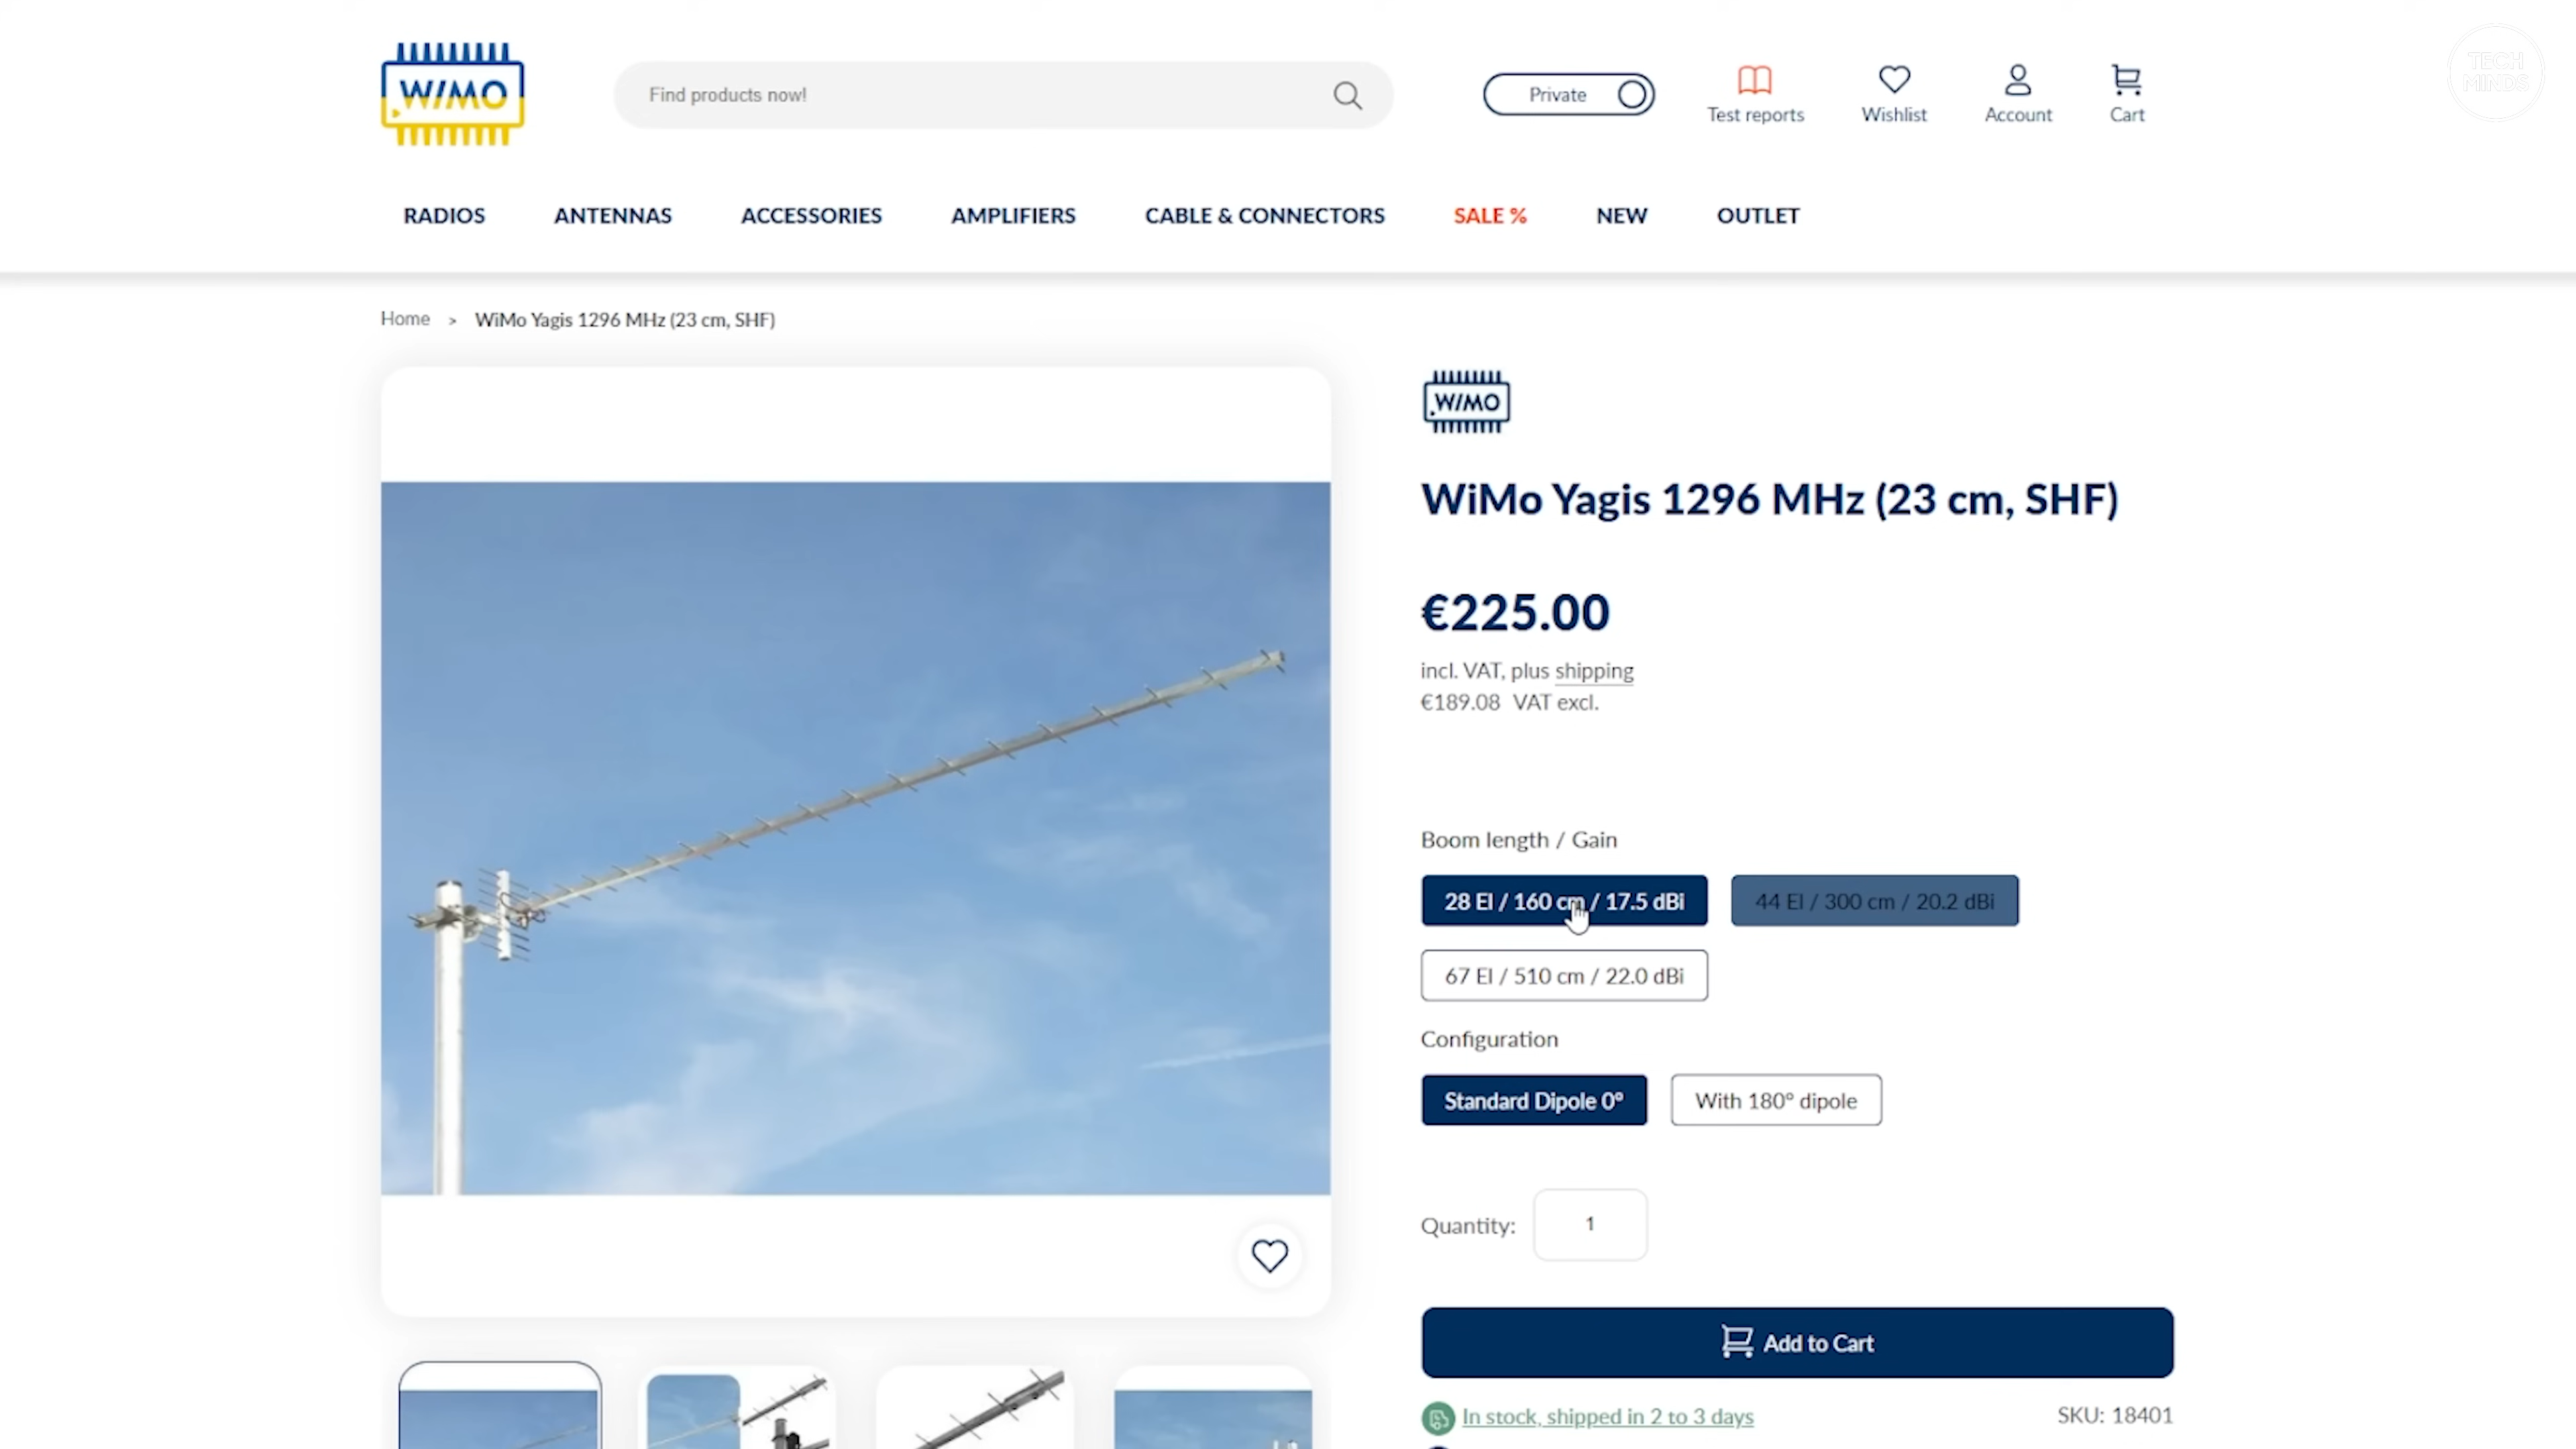 TECH
MINDS
WiMO
Find products now!
Private
Test reports
Wishlist
Account
Cart
RADIOS
ANTENNAS
ACCESSORIES
AMPLIFIERS
CABLE & CONNECTORS
SALE %
NEW
OUTLET
Home > WiMo Yagis 1296 MHz (23 cm, SHF)
WiMO
WiMo Yagis 1296 MHz (23 cm, SHF)
€225.00
incl. VAT, plus shipping
€189.08 VAT excl.
Boom length / Gain
28 El / 160 cm / 17.5 dBi
44 El / 300 cm / 20.2 dBi
67 El / 510 cm / 22.0 dBi
Configuration
Standard Dipole 0°
With 180° dipole
Quantity: 1
Add to Cart
In stock, shipped in 2 to 3 days
SKU: 18401